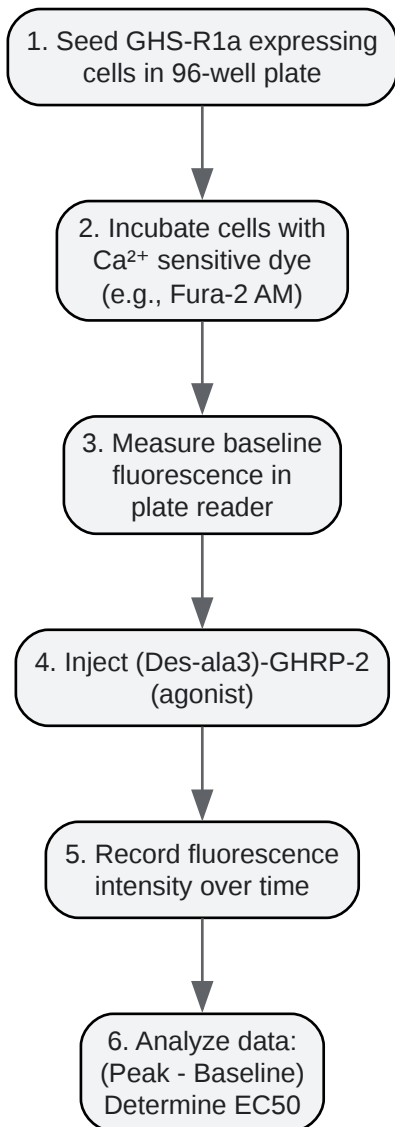 1. Seed GHS-R1a expressing
cells in 96-well plate
2. Incubate cells with
Ca²⁺ sensitive dye
(e.g., Fura-2 AM)
3. Measure baseline
fluorescence in
plate reader
4. Inject (Des-ala3)-GHRP-2
(agonist)
5. Record fluorescence
intensity over time
6. Analyze data:
(Peak - Baseline)
Determine EC50